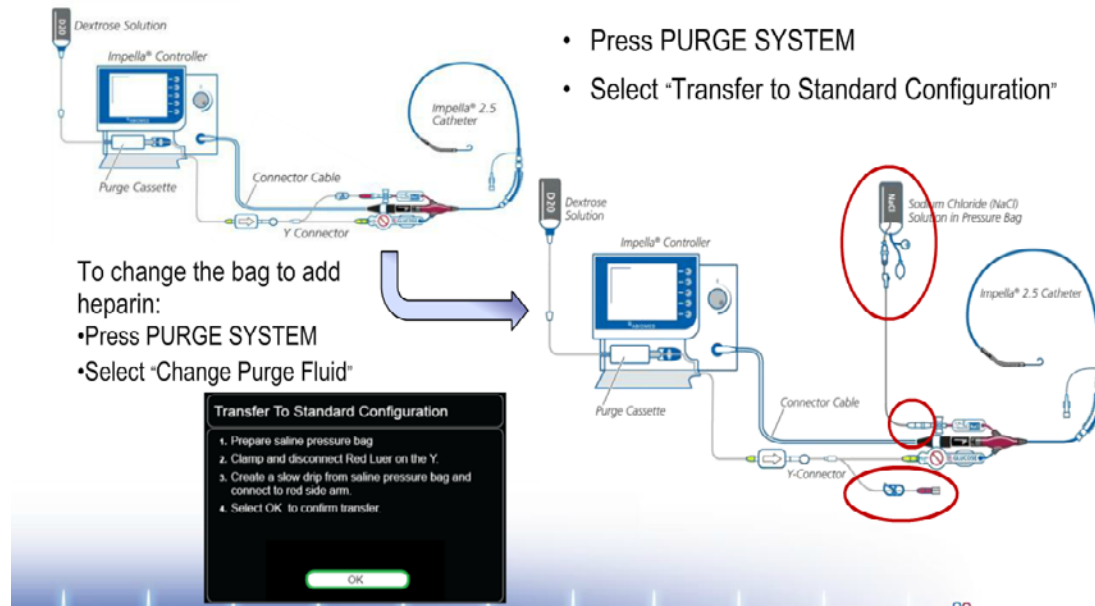 D20
Dextrose Solution
Impella® Controller
Impella® 2.5
Catheter
Purge Cassette
Connector Cable
Y Connector
• Press PURGE SYSTEM
• Select “Transfer to Standard Configuration”
To change the bag to add
heparin:
•Press PURGE SYSTEM
•Select “Change Purge Fluid”
Transfer To Standard Configuration
1. Prepare saline pressure bag
2. Clamp and disconnect Red Luer on the Y.
3. Create a slow drip from saline pressure bag and
connect to red side arm.
4. Select OK to confirm transfer.
OK
D20
Dextrose
Solution
NaCl
Sodium Chloride (NaCl)
Solution in Pressure Bag
Impella® Controller
Impella® 2.5 Catheter
Purge Cassette
Connector Cable
GLUCOSE
Y-Connector